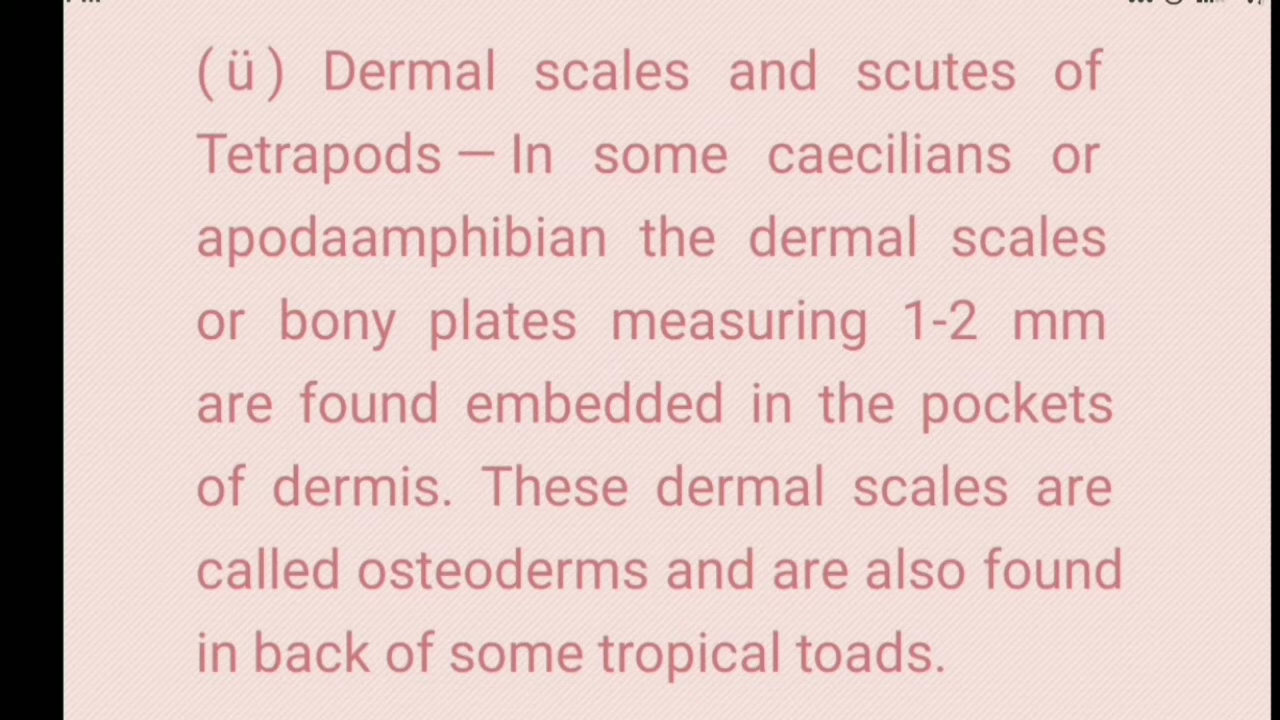 (ü) Dermal scales and scutes of
Tetrapods — In some caecilians or
apodaamphibian the dermal scales
or bony plates measuring 1-2 mm
are found embedded in the pockets
of dermis. These dermal scales are
called osteoderms and are also found
in back of some tropical toads.